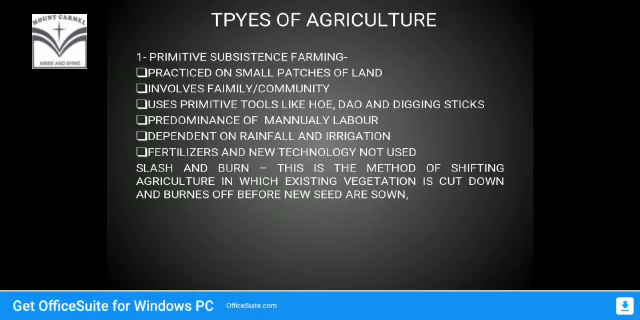 MOUNT CARMEL
ARISE AND SHINE
TPYES OF AGRICULTURE
1- PRIMITIVE SUBSISTENCE FARMING-
❑PRACTICED ON SMALL PATCHES OF LAND
❑INVOLVES FAIMILY/COMMUNITY
❑USES PRIMITIVE TOOLS LIKE HOE, DAO AND DIGGING STICKS
❑PREDOMINANCE OF MANNUALY LABOUR
❑DEPENDENT ON RAINFALL AND IRRIGATION
❑FERTILIZERS AND NEW TECHNOLOGY NOT USED
SLASH AND BURN – THIS IS THE METHOD OF SHIFTING
AGRICULTURE IN WHICH EXISTING VEGETATION IS CUT DOWN
AND BURNES OFF BEFORE NEW SEED ARE SOWN,
Get OfficeSuite for Windows PC OfficeSuite.com